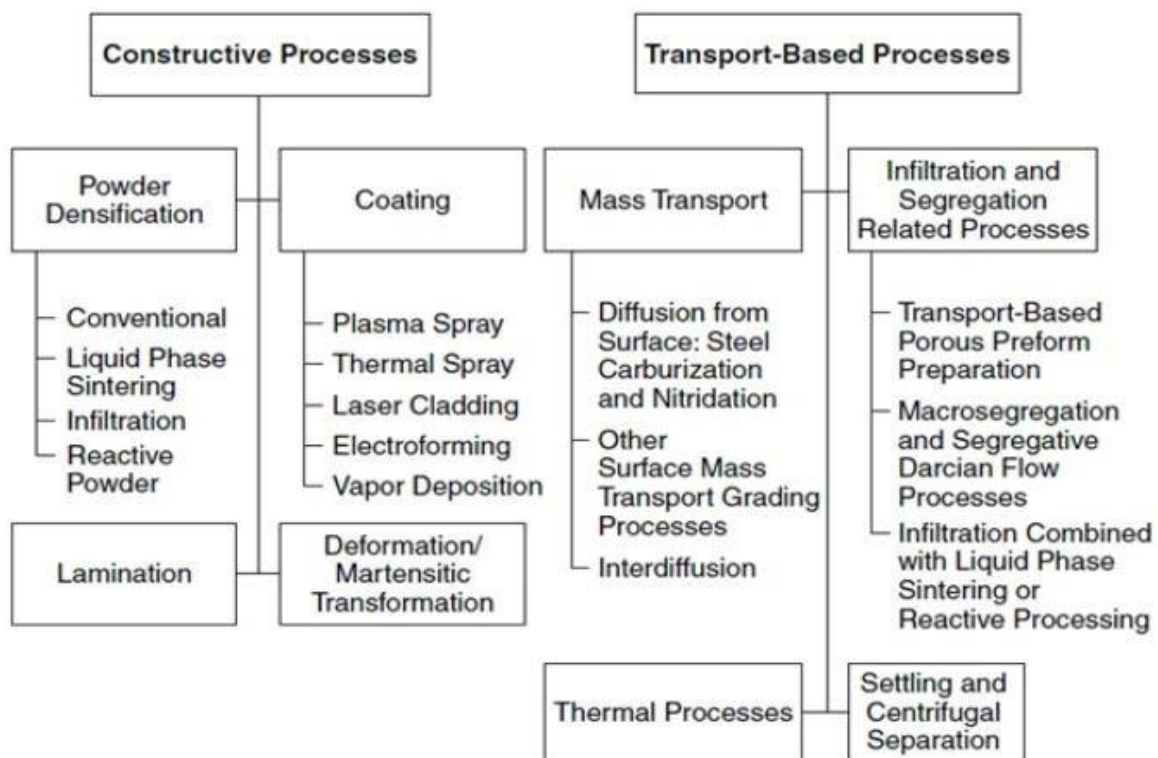 Constructive Processes
Powder
Densification
Conventional
Liquid Phase
Sintering
Infiltration
Reactive
Powder
Coating
Plasma Spray
Thermal Spray
Laser Cladding
Electroforming
Vapor Deposition
Lamination
Deformation/
Martensitic
Transformation
Transport-Based Processes
Mass Transport
Diffusion from
Surface: Steel
Carburization
and Nitridation
Other
Surface Mass
Transport Grading
Processes
Interdiffusion
Infiltration and
Segregation
Related Processes
Transport-Based
Porous Preform
Preparation
Macrosegregation
and Segregative
Darcian Flow
Processes
Infiltration Combined
with Liquid Phase
Sintering or
Reactive Processing
Thermal Processes
Settling and
Centrifugal
Separation